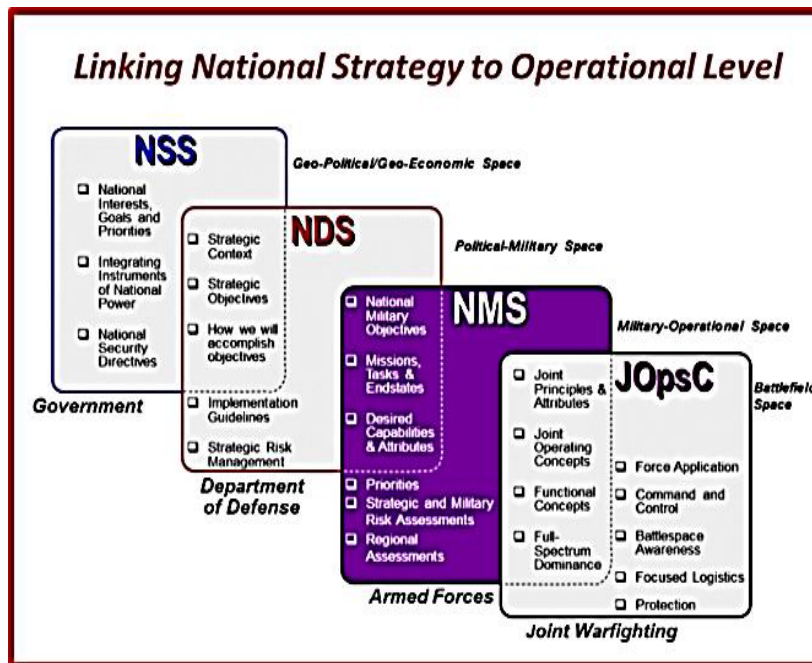 Linking National Strategy to Operational Level
NSS
Geo-Political/Geo-Economic Space
National
Interests,
Goals and
Priorities
Integrating
Instruments
of National
Power
National
Security
Directives
Government
NDS
Political-Military Space
Strategic
Context
Strategic
Objectives
How we will
accomplish
objectives
Implementation
Guidelines
Strategic Risk
Management
Department
of Defense
NMS
Military-Operational Space
National
Military
Objectives
Missions,
Tasks &
Endstates
Desired
Capabilities
& Attributes
Priorities
Strategic and Military
Risk Assessments
Regional
Assessments
Armed Forces
JOpsC
Battlefield
Space
Joint
Principles &
Attributes
Joint
Operating
Concepts
Functional
Concepts
Full-
Spectrum
Dominance
Force Application
Command and
Control
Battlespace
Awareness
Focused Logistics
Protection
Joint Warfighting